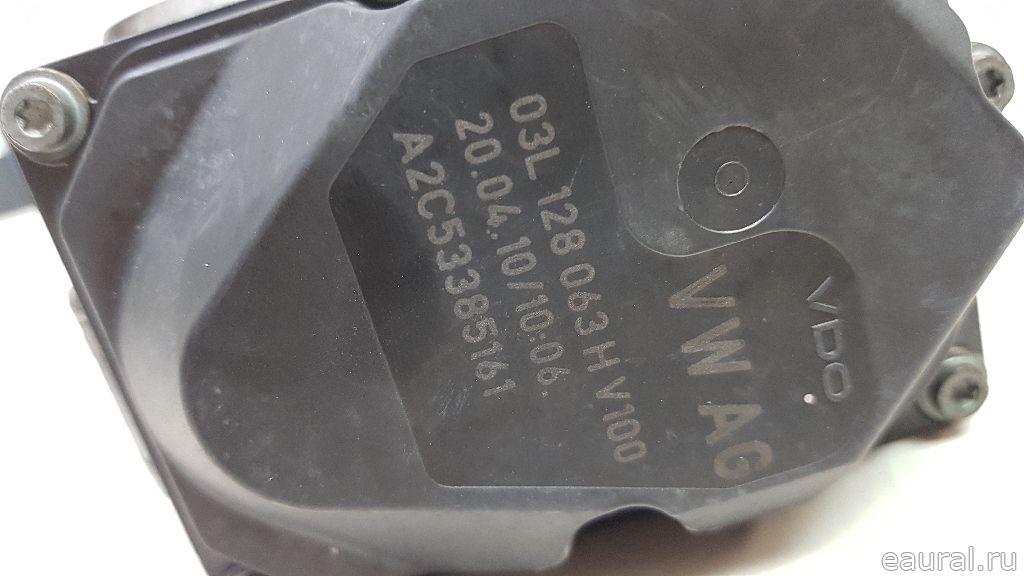 VDO
VW AG
03L 128 063 H V100
20.04.10/10:06.
A2C53385161
eaural.ru